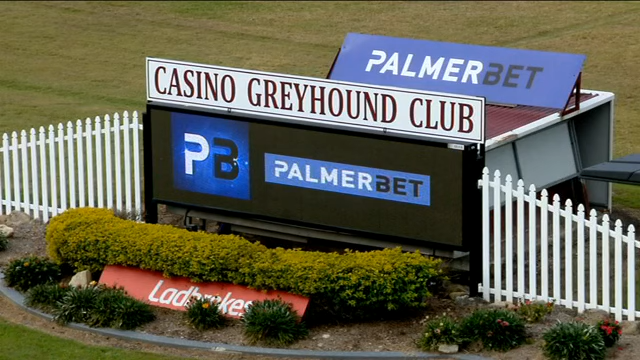 PALMERBET
CASINO GREYHOUND CLUB
PB PALMERBET
Ladbrokes